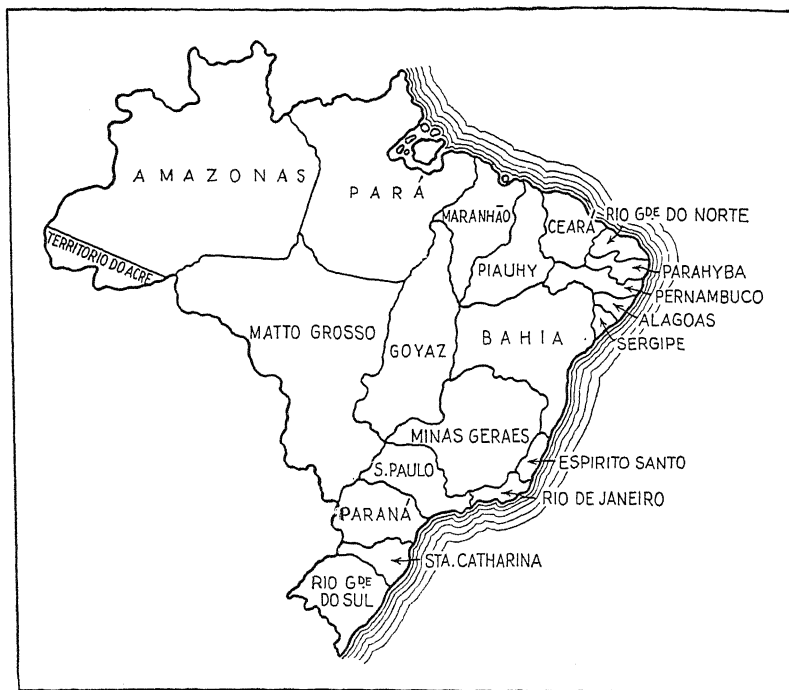 AMAZONAS
PARÁ
MARANHÃO
CEARÁ
RIO GDE. DO NORTE
TERRITORIO DO ACRE
PIAUHY
PARAHYBA
PERNAMBUCO
ALAGOAS
SERGIPE
MATTO GROSSO
GOYAZ
BAHIA
MINAS GERAES
S. PAULO
ESPIRITO SANTO
RIO DE JANEIRO
PARANÁ
STA. CATHARINA
RIO GDE.
DO SUL